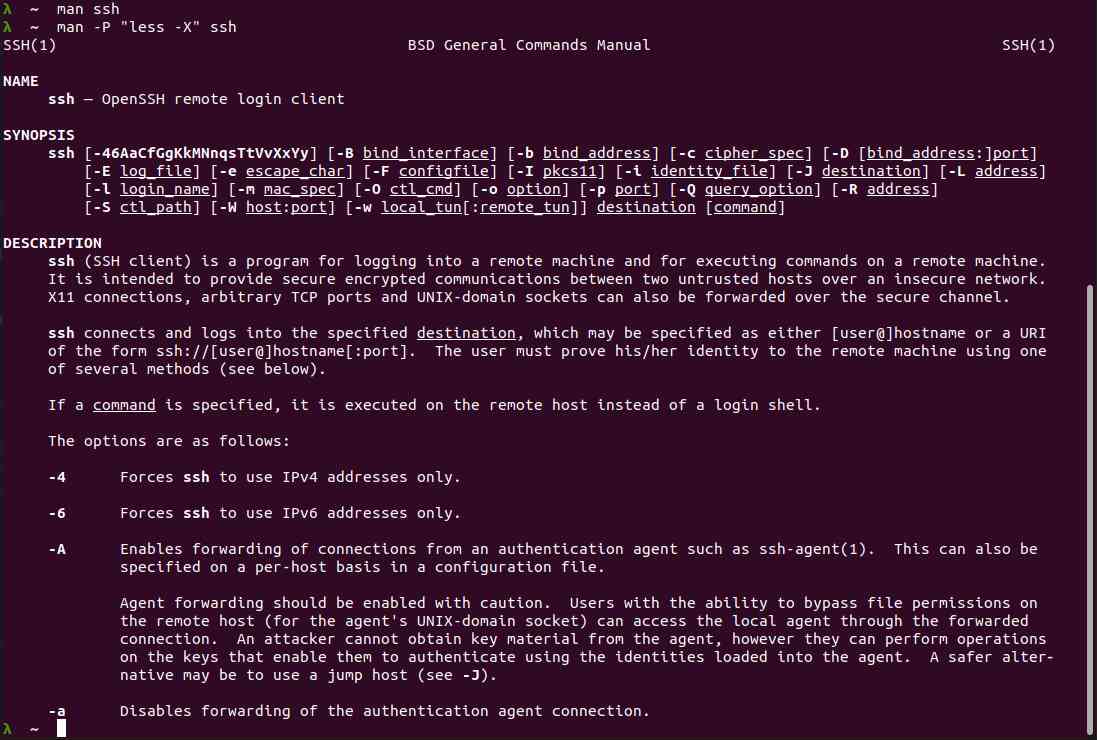 λ ~ man ssh
λ ~ man -P "less -X" ssh
SSH(1) BSD General Commands Manual SSH(1)
NAME
ssh — OpenSSH remote login client
SYNOPSIS
ssh [-46AaCfGgKkMNnqsTtVvXxYy] [-B bind_interface] [-b bind_address] [-c cipher_spec] [-D [bind_address:]port]
[-E log_file] [-e escape_char] [-F configfile] [-I pkcs11] [-i identity_file] [-J destination] [-L address]
[-l login_name] [-m mac_spec] [-O ctl_cmd] [-o option] [-p port] [-Q query_option] [-R address]
[-S ctl_path] [-W host:port] [-w local_tun[:remote_tun]] destination [command]
DESCRIPTION
ssh (SSH client) is a program for logging into a remote machine and for executing commands on a remote machine.
It is intended to provide secure encrypted communications between two untrusted hosts over an insecure network.
X11 connections, arbitrary TCP ports and UNIX-domain sockets can also be forwarded over the secure channel.
ssh connects and logs into the specified destination, which may be specified as either [user@]hostname or a URI
of the form ssh://[user@]hostname[:port]. The user must prove his/her identity to the remote machine using one
of several methods (see below).
If a command is specified, it is executed on the remote host instead of a login shell.
The options are as follows:
-4 Forces ssh to use IPv4 addresses only.
-6 Forces ssh to use IPv6 addresses only.
-A Enables forwarding of connections from an authentication agent such as ssh-agent(1). This can also be
specified on a per-host basis in a configuration file.
Agent forwarding should be enabled with caution. Users with the ability to bypass file permissions on
the remote host (for the agent's UNIX-domain socket) can access the local agent through the forwarded
connection. An attacker cannot obtain key material from the agent, however they can perform operations
on the keys that enable them to authenticate using the identities loaded into the agent. A safer alter-
native may be to use a jump host (see -J).
-a Disables forwarding of the authentication agent connection.
λ ~